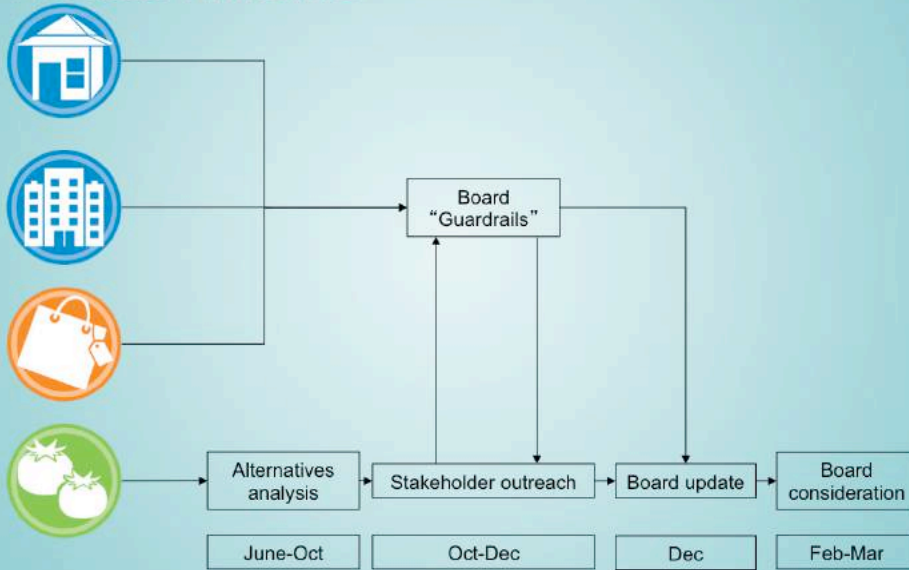 Board
“Guardrails”
Alternatives
analysis
Stakeholder outreach
Board update
Board
consideration
June-Oct
Oct-Dec
Dec
Feb-Mar